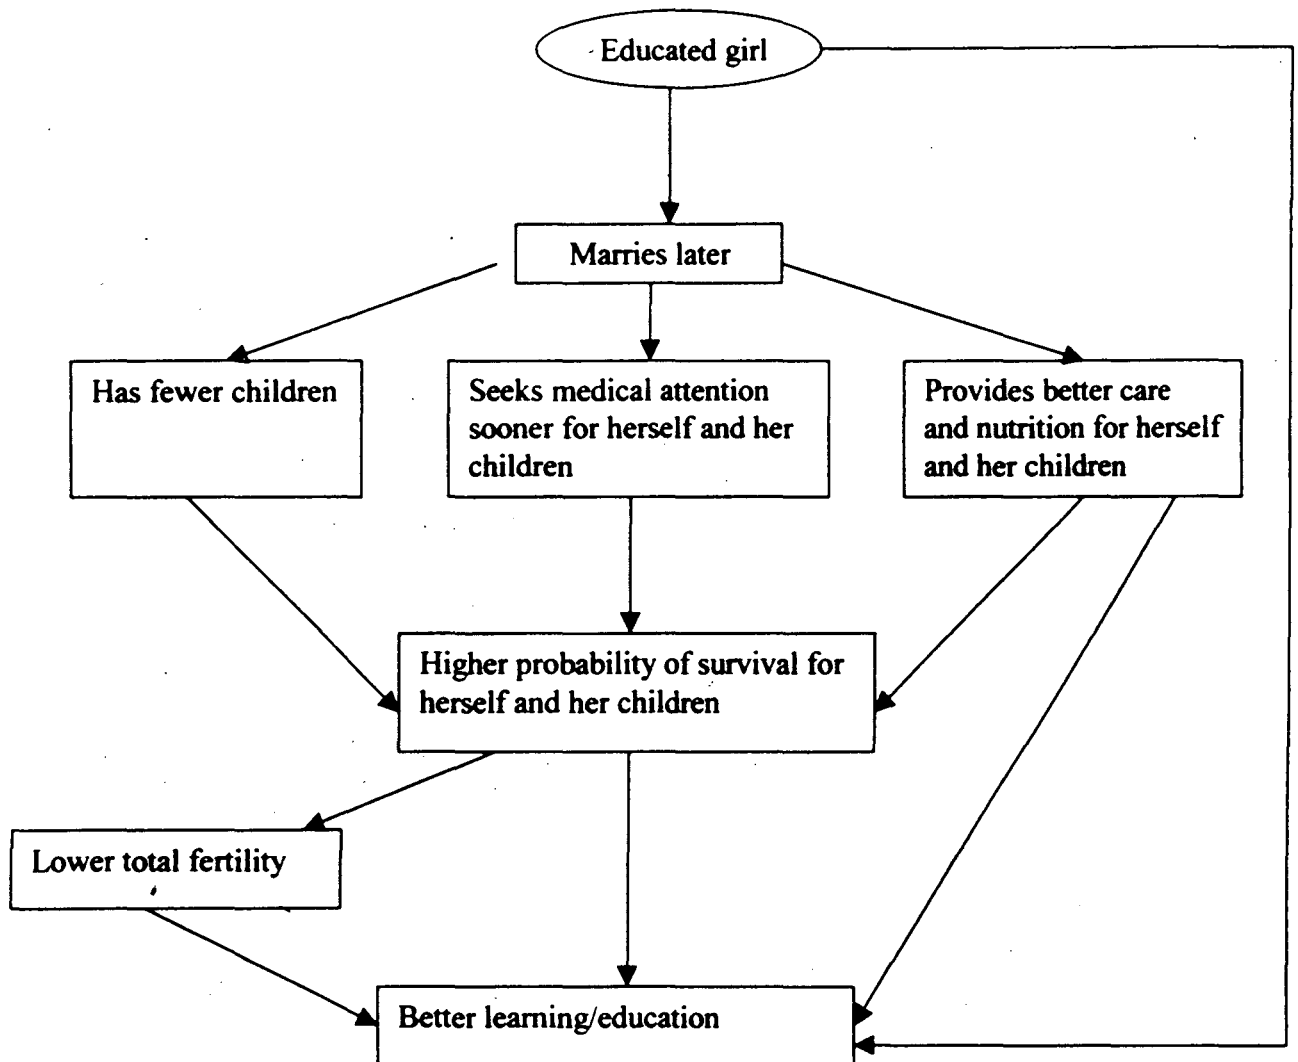 Educated girl
Marries later
Has fewer children
Seeks medical attention
sooner for herself and her
children
Provides better care
and nutrition for herself
and her children
Higher probability of survival for
herself and her children
Lower total fertility
Better learning/education